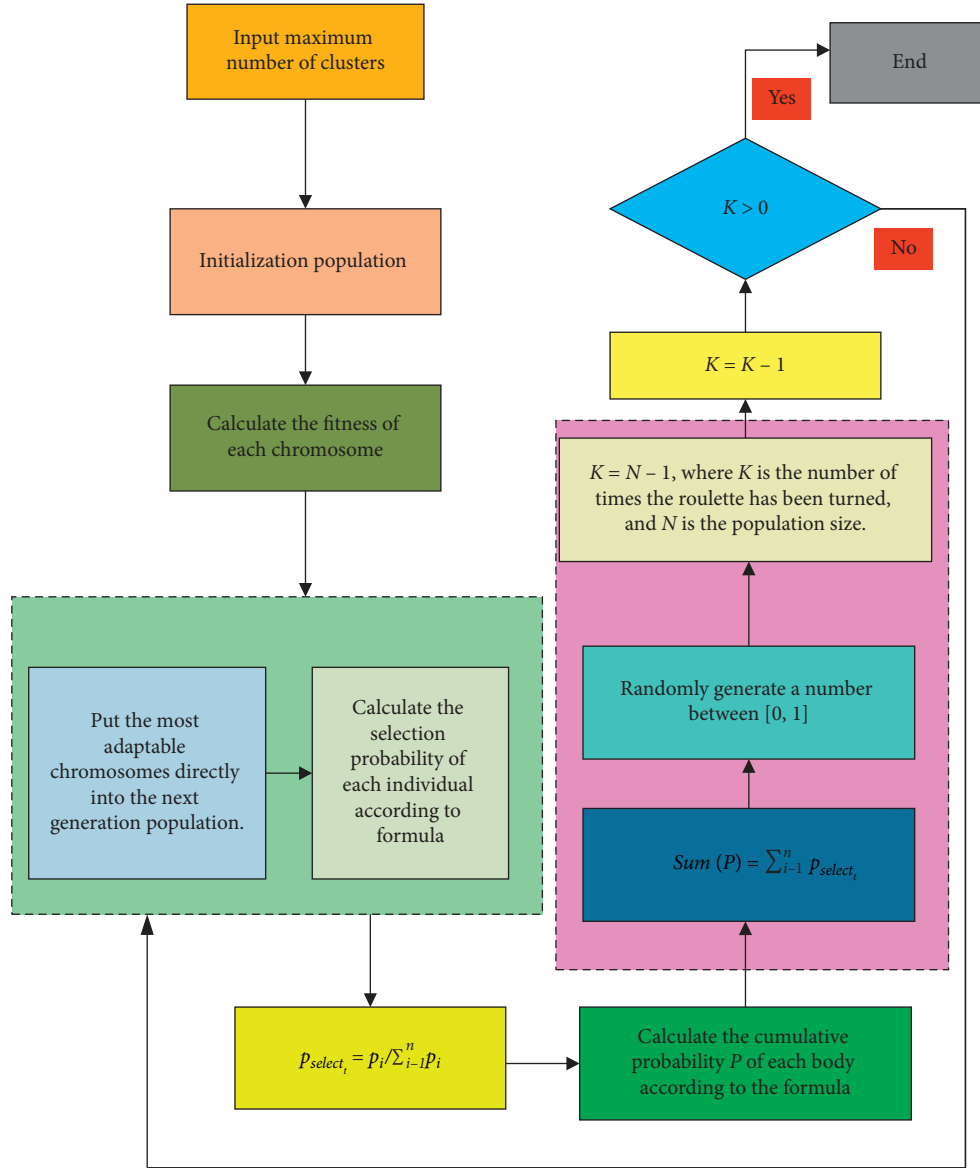 Input maximum
number of clusters
Initialization population
Calculate the fitness of
each chromosome
Put the most
adaptable
chromosomes directly
into the next
generation population.
Calculate the
selection
probability of
each individual
according to
formula
p_{select_t} = p_i/∑_{i-1}^{n} p_i
Calculate the cumulative
probability P of each body
according to the formula
Sum (P) = ∑_{i-1}^{n} p_{select_t}
Randomly generate a number
between [0, 1]
K = N – 1, where K is the number of
times the roulette has been turned,
and N is the population size.
K = K – 1
K > 0
Yes
No
End